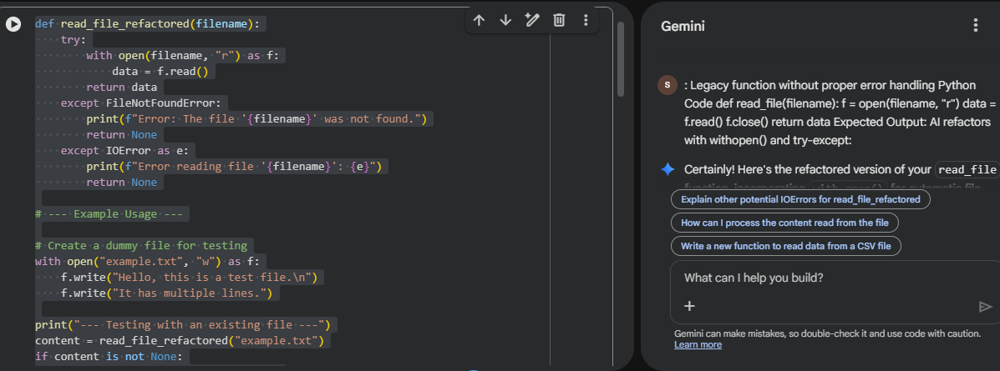 def read_file_refactored(filename):
    try:
        with open(filename, "r") as f:
            data = f.read()
        return data
    except FileNotFoundError:
        print(f"Error: The file '{filename}' was not found.")
        return None
    except IOError as e:
        print(f"Error reading file '{filename}': {e}")
        return None
# --- Example Usage ---
# Create a dummy file for testing
with open("example.txt", "w") as f:
    f.write("Hello, this is a test file.\n")
    f.write("It has multiple lines.")
print("--- Testing with an existing file ---")
content = read_file_refactored("example.txt")
if content is not None:
Gemini
S
: Legacy function without proper error handling Python
Code def read_file(filename): f = open(filename, "r") data =
f.read() f.close() return data Expected Output: AI refactors
with withopen() and try-except:
Certainly! Here's the refactored version of your read_file
function, incorporating with open() for automatic file
Explain other potential IOErrors for read_file_refactored
How can I process the content read from the file
Write a new function to read data from a CSV file
What can I help you build?
Gemini can make mistakes, so double-check it and use code with caution.
Learn more